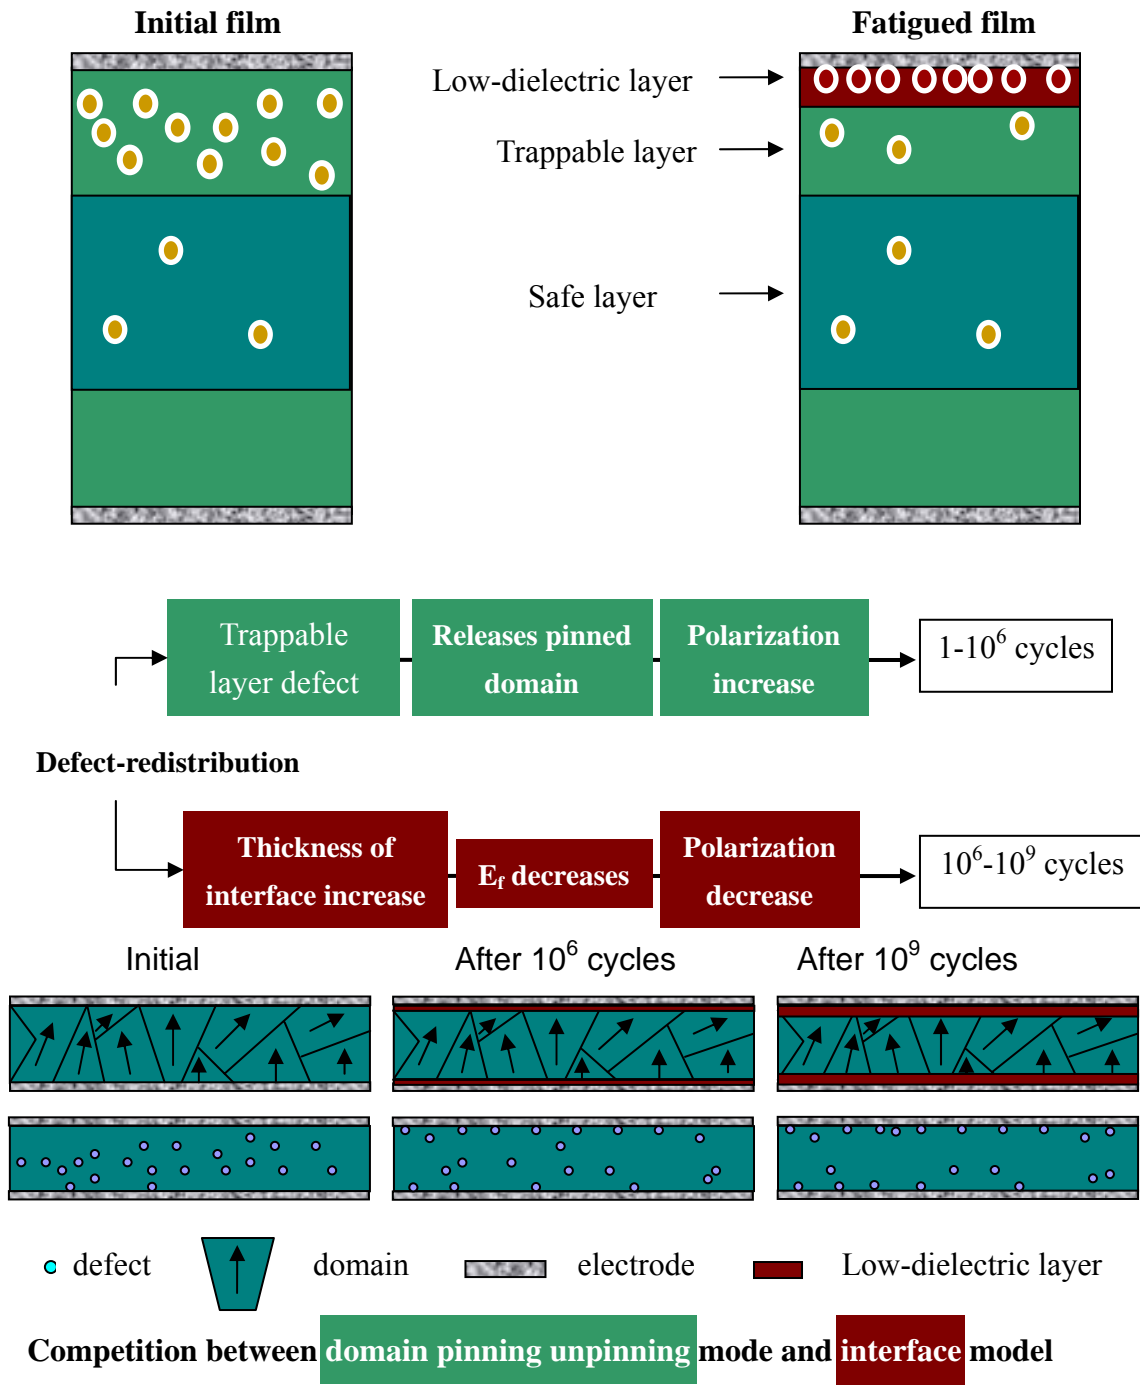 Initial film
Fatigued film
Low-dielectric layer
Trappable layer
Safe layer
Trappable
layer defect
Releases pinned
domain
Polarization
increase
1-10⁶ cycles
Defect-redistribution
Thickness of
interface increase
E_f decreases
Polarization
decrease
10⁶-10⁹ cycles
Initial
After 10⁶ cycles
After 10⁹ cycles
defect
domain
electrode
Low-dielectric layer
Competition between domain pinning unpinning mode and interface model